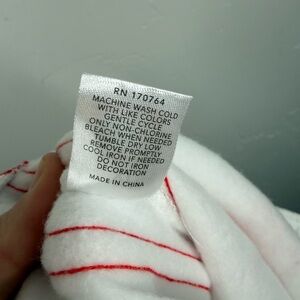 RN 170764
MACHINE WASH COLD
WITH LIKE COLORS
GENTLE CYCLE
ONLY NON-CHLORINE
BLEACH WHEN NEEDED
TUMBLE DRY LOW
REMOVE PROMPTLY
COOL IRON IF NEEDED
DO NOT IRON
DECORATION
MADE IN CHINA